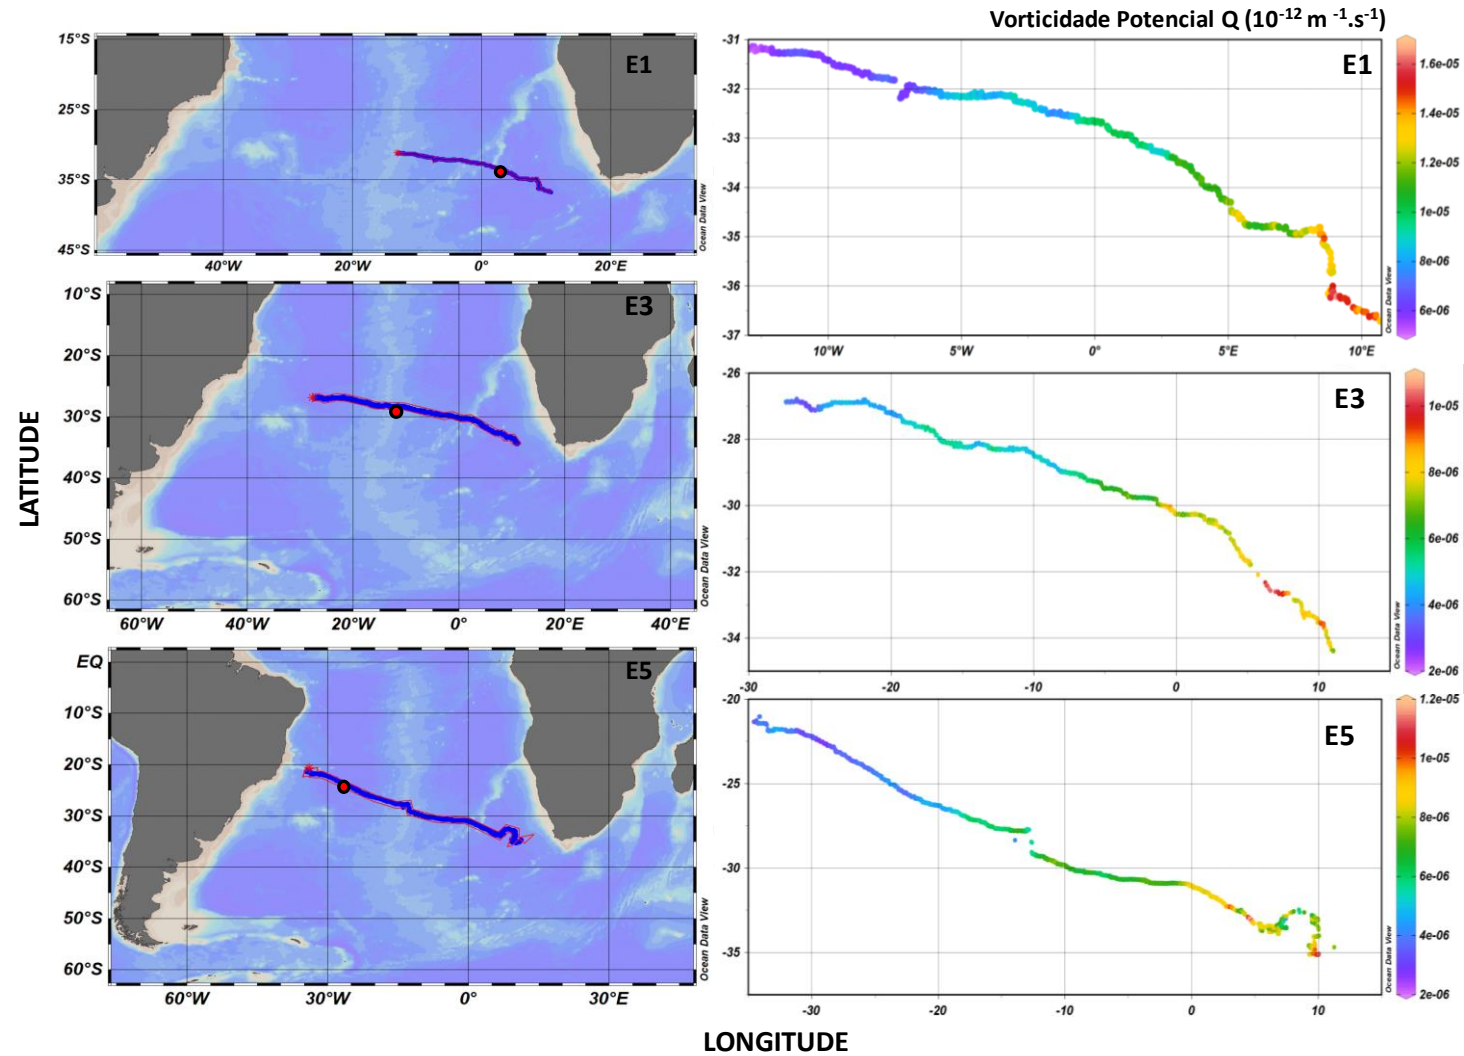 Vorticidade Potencial Q (10⁻¹² m ⁻¹.s⁻¹)
LATITUDE
15°S
25°S
35°S
45°S
E1
Ocean Data View
40°W 20°W 0° 20°E
-31
-32
-33
-34
-35
-36
-37
E1
Ocean Data View
10°W 5°W 0° 5°E 10°E
1.6e-05
1.4e-05
1.2e-05
1e-05
8e-06
6e-06
10°S
20°S
30°S
40°S
50°S
60°S
E3
Ocean Data View
60°W 40°W 20°W 0° 20°E 40°E
-26
-28
-30
-32
-34
E3
Ocean Data View
-30 -20 -10 0 10
1e-05
8e-06
6e-06
4e-06
2e-06
EQ
10°S
20°S
30°S
40°S
50°S
60°S
E5
Ocean Data View
60°W 30°W 0° 30°E
-20
-25
-30
-35
E5
Ocean Data View
-30 -20 -10 0 10
1.2e-05
1e-05
8e-06
6e-06
4e-06
2e-06
LONGITUDE